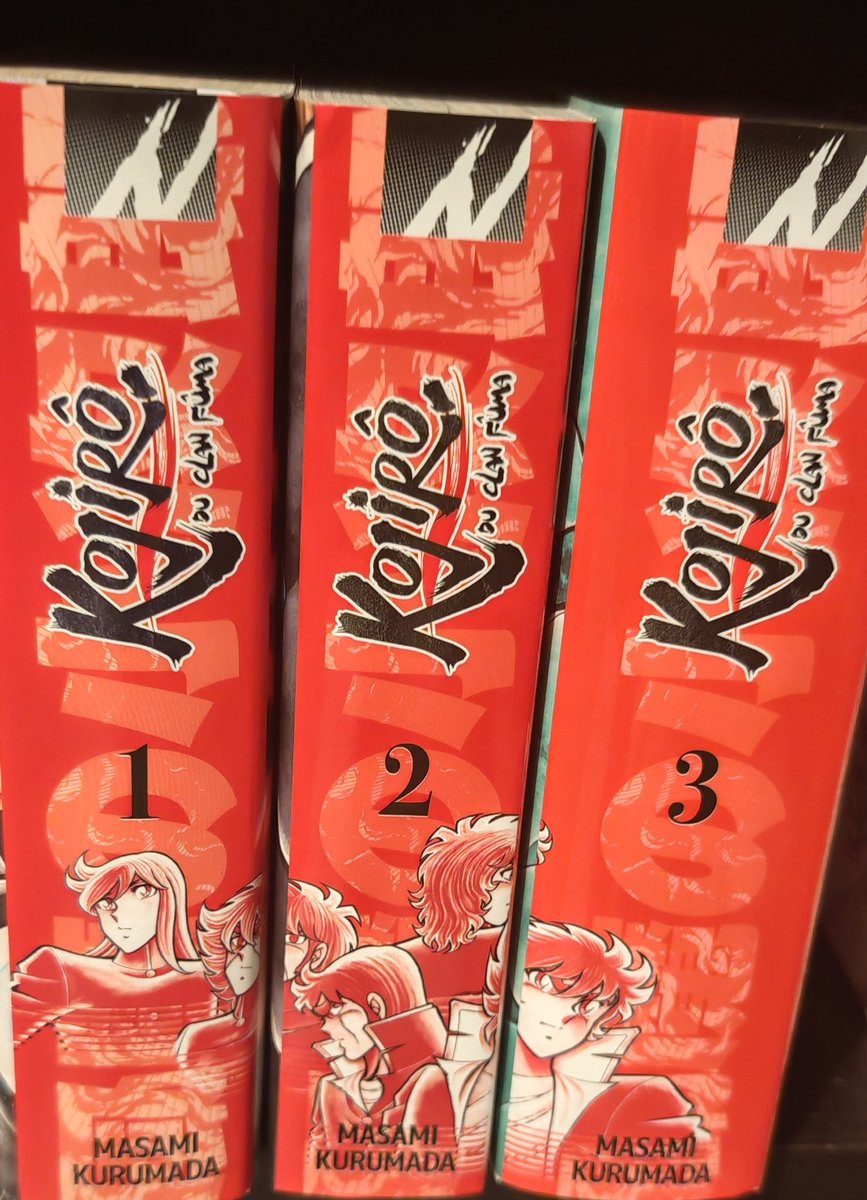 Kojirô
DU CLAN FÛMA
1
MASAMI
KURUMADA
Kojirô
DU CLAN FÛMA
2
MASAMI
KURUMADA
Kojirô
DU CLAN FÛMA
3
MASAMI
KURUMADA